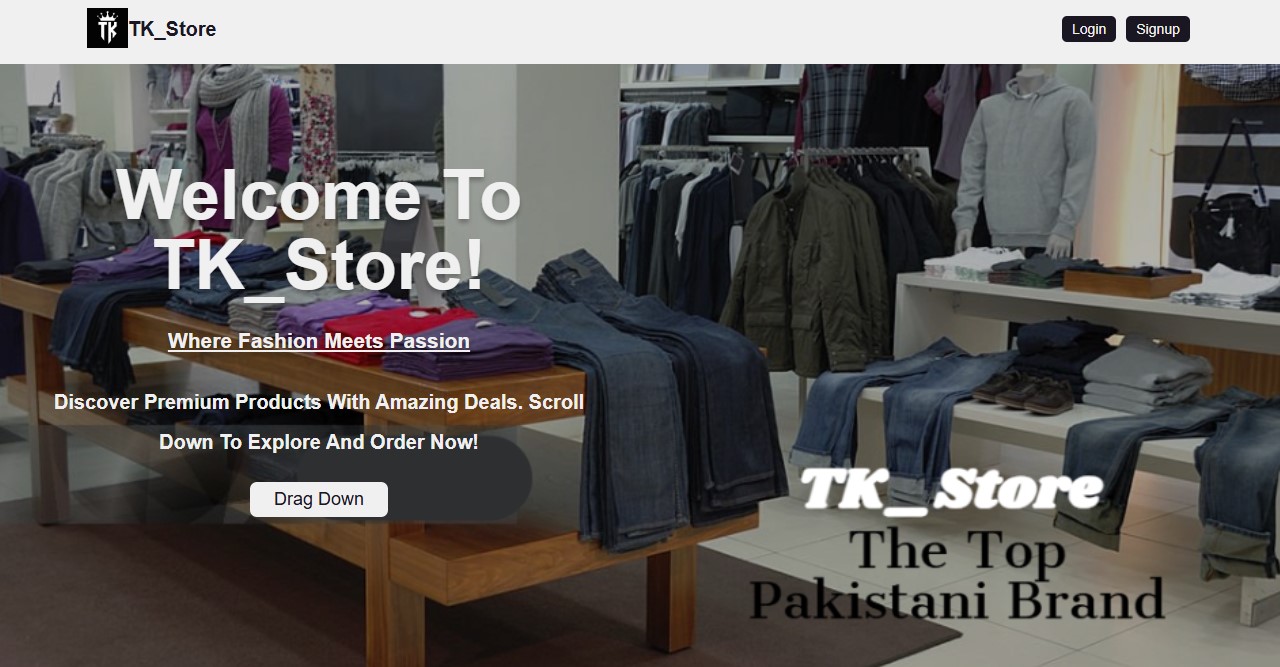 TK TK_Store
Login
Signup
Welcome To
TK_Store!
Where Fashion Meets Passion
Discover Premium Products With Amazing Deals. Scroll
Down To Explore And Order Now!
Drag Down
TK_Store
The Top
Pakistani Brand